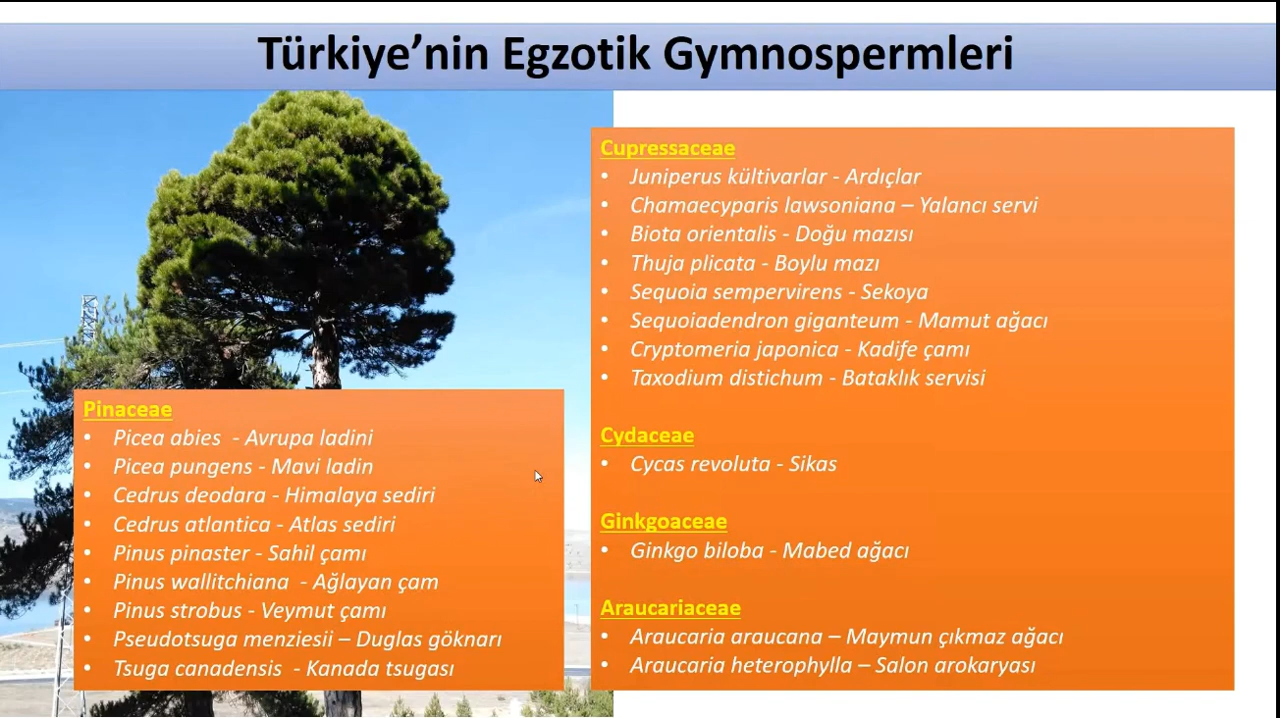 Türkiye’nin Egzotik Gymnospermleri
Pinaceae
• Picea abies - Avrupa ladini
• Picea pungens - Mavi ladin
• Cedrus deodara - Himalaya sediri
• Cedrus atlantica - Atlas sediri
• Pinus pinaster - Sahil çamı
• Pinus wallitchiana - Ağlayan çam
• Pinus strobus - Veymut çamı
• Pseudotsuga menziesii – Duglas göknarı
• Tsuga canadensis - Kanada tsugası
Cupressaceae
• Juniperus kültivarlar - Ardıçlar
• Chamaecyparis lawsoniana – Yalancı servi
• Biota orientalis - Doğu mazısı
• Thuja plicata - Boylu mazı
• Sequoia sempervirens - Sekoya
• Sequoiadendron giganteum - Mamut ağacı
• Cryptomeria japonica - Kadife çamı
• Taxodium distichum - Bataklık servisi
Cydaceae
• Cycas revoluta - Sikas
Ginkgoaceae
• Ginkgo biloba - Mabed ağacı
Araucariaceae
• Araucaria araucana – Maymun çıkmaz ağacı
• Araucaria heterophylla – Salon arokaryası